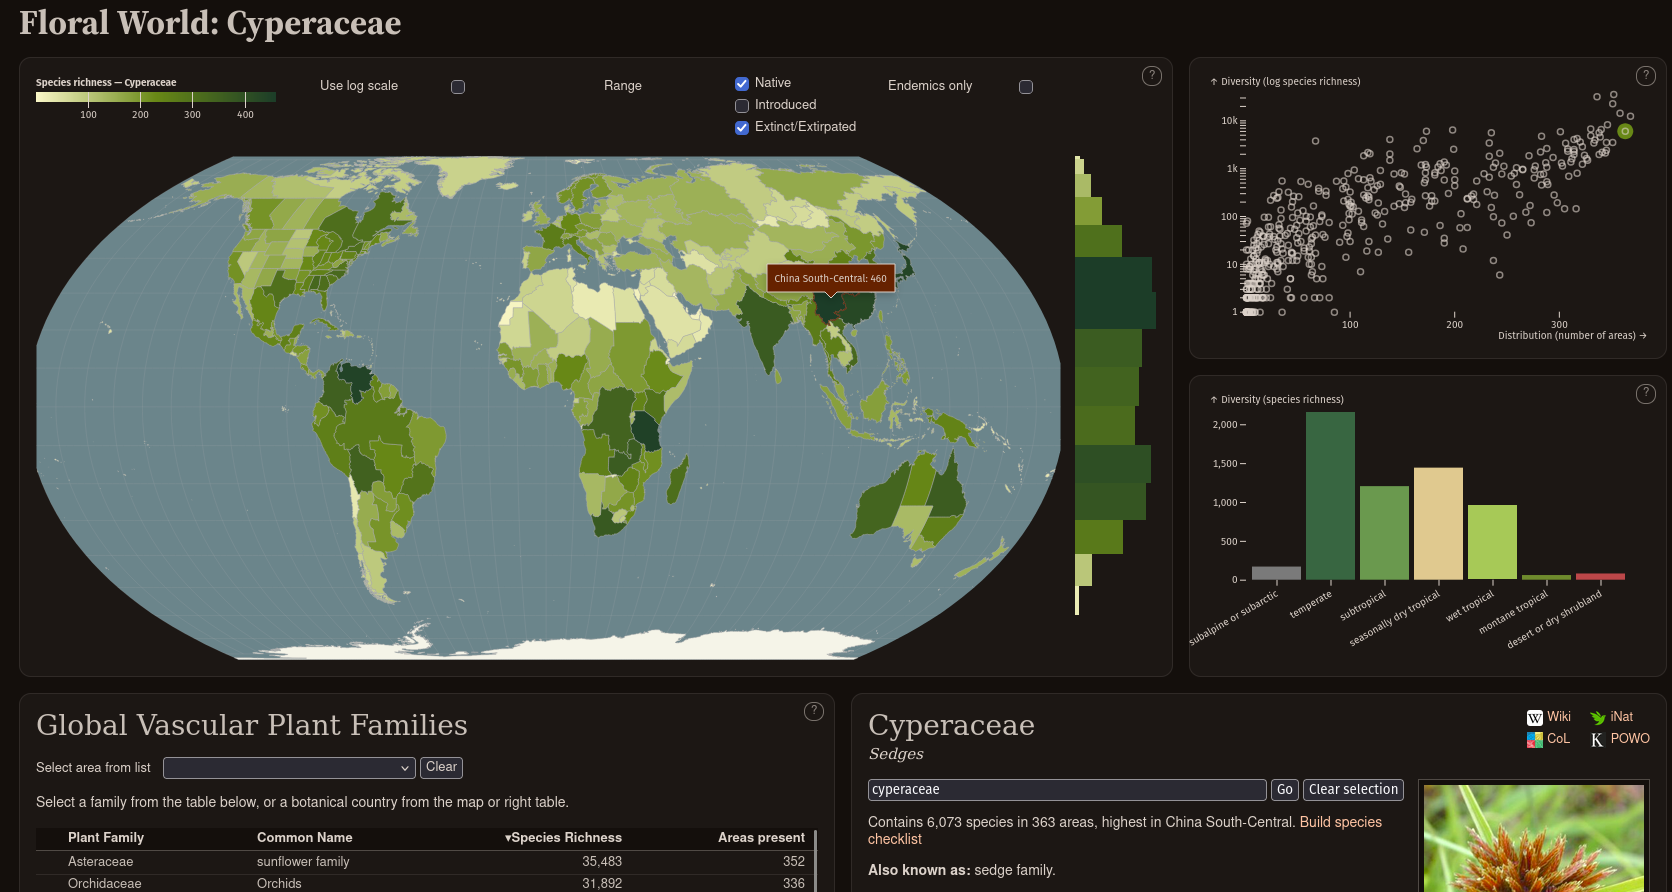 Floral World: Cyperaceae
Species richness — Cyperaceae
100 200 300 400
Use log scale
Range
Native
Introduced
Extinct/Extirpated
Endemics only
?
China South-Central: 460
?
↑ Diversity (log species richness)
10k
1k
100
10
1
100 200 300
Distribution (number of areas) →
?
↑ Diversity (species richness)
2,000
1,500
1,000
500
0
subalpine or subarctic
temperate
subtropical
seasonally dry tropical
wet tropical
montane tropical
desert or dry shrubland
Global Vascular Plant Families
?
Select area from list
Clear
Select a family from the table below, or a botanical country from the map or right table.
Plant Family Common Name ▾Species Richness Areas present
Asteraceae sunflower family 35,483 352
Orchidaceae Orchids 31,892 336
Cyperaceae
Sedges
W Wiki iNat
CoL K POWO
cyperaceae Go Clear selection
Contains 6,073 species in 363 areas, highest in China South-Central. Build species
checklist
Also known as: sedge family.